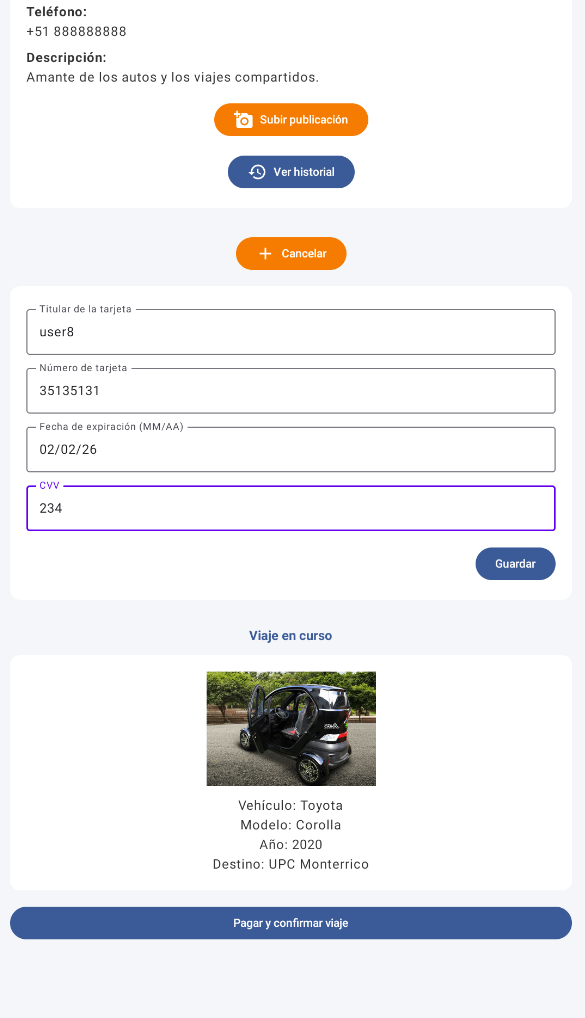 Teléfono:
+51 888888888
Descripción:
Amante de los autos y los viajes compartidos.
Subir publicación
Ver historial
Cancelar
Titular de la tarjeta
user8
Número de tarjeta
35135131
Fecha de expiración (MM/AA)
02/02/26
CVV
234
Guardar
Viaje en curso
Vehículo: Toyota
Modelo: Corolla
Año: 2020
Destino: UPC Monterrico
Pagar y confirmar viaje